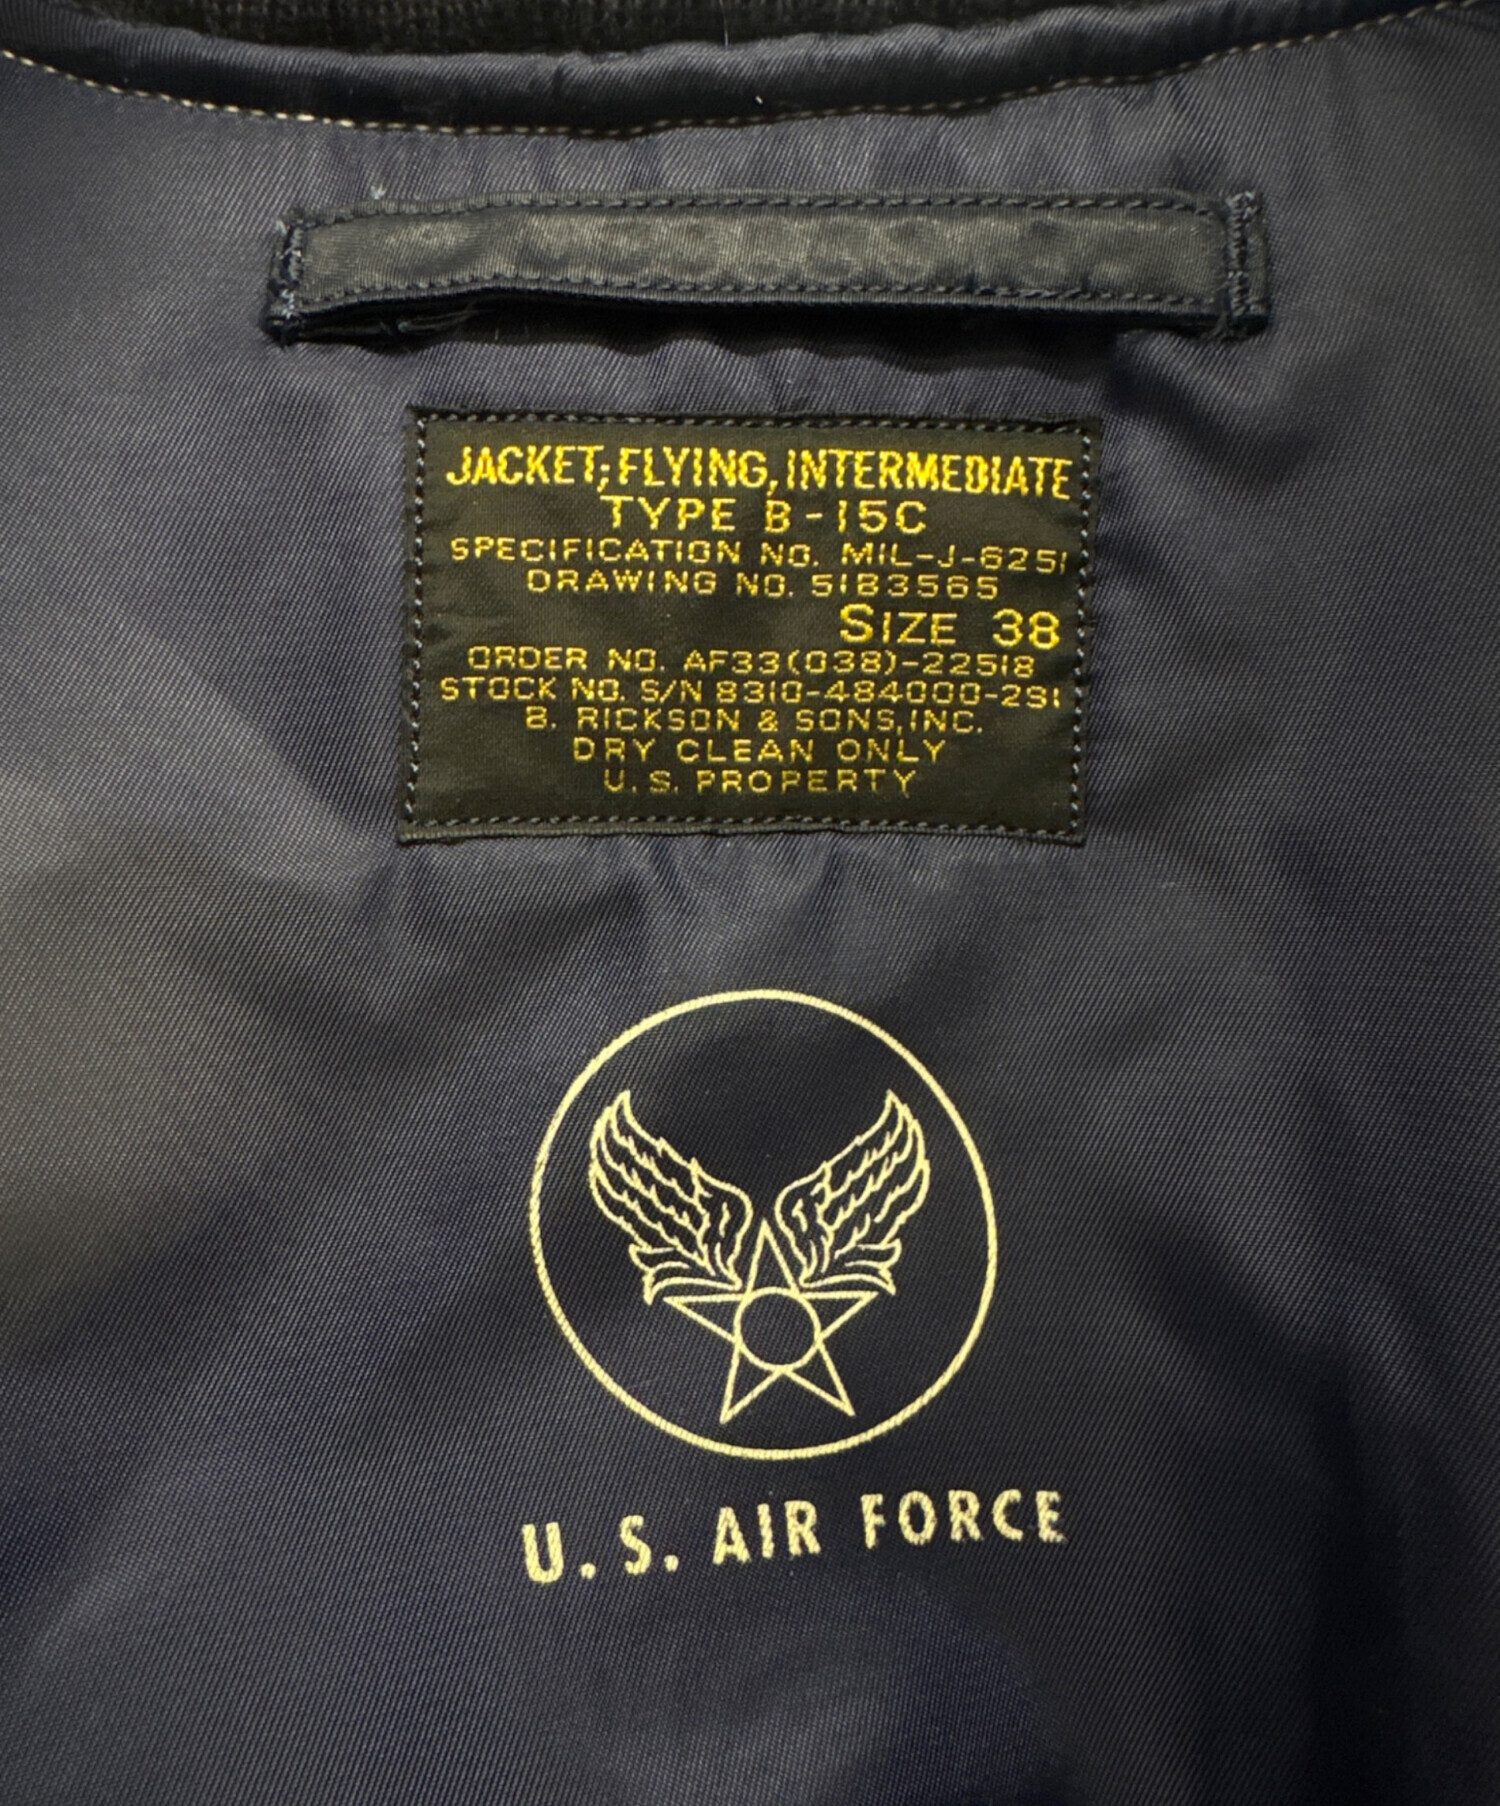 JACKET, FLYING, INTERMEDIATE
TYPE B-15C
SPECIFICATION NO. MIL-J-6251
DRAWING NO. 51B3565
SIZE 38
ORDER NO. AF33(038)-22518
STOCK NO. S/N 8310-484000-291
B. RICKSON & SONS, INC.
DRY CLEAN ONLY
U. S. PROPERTY
U. S. AIR FORCE